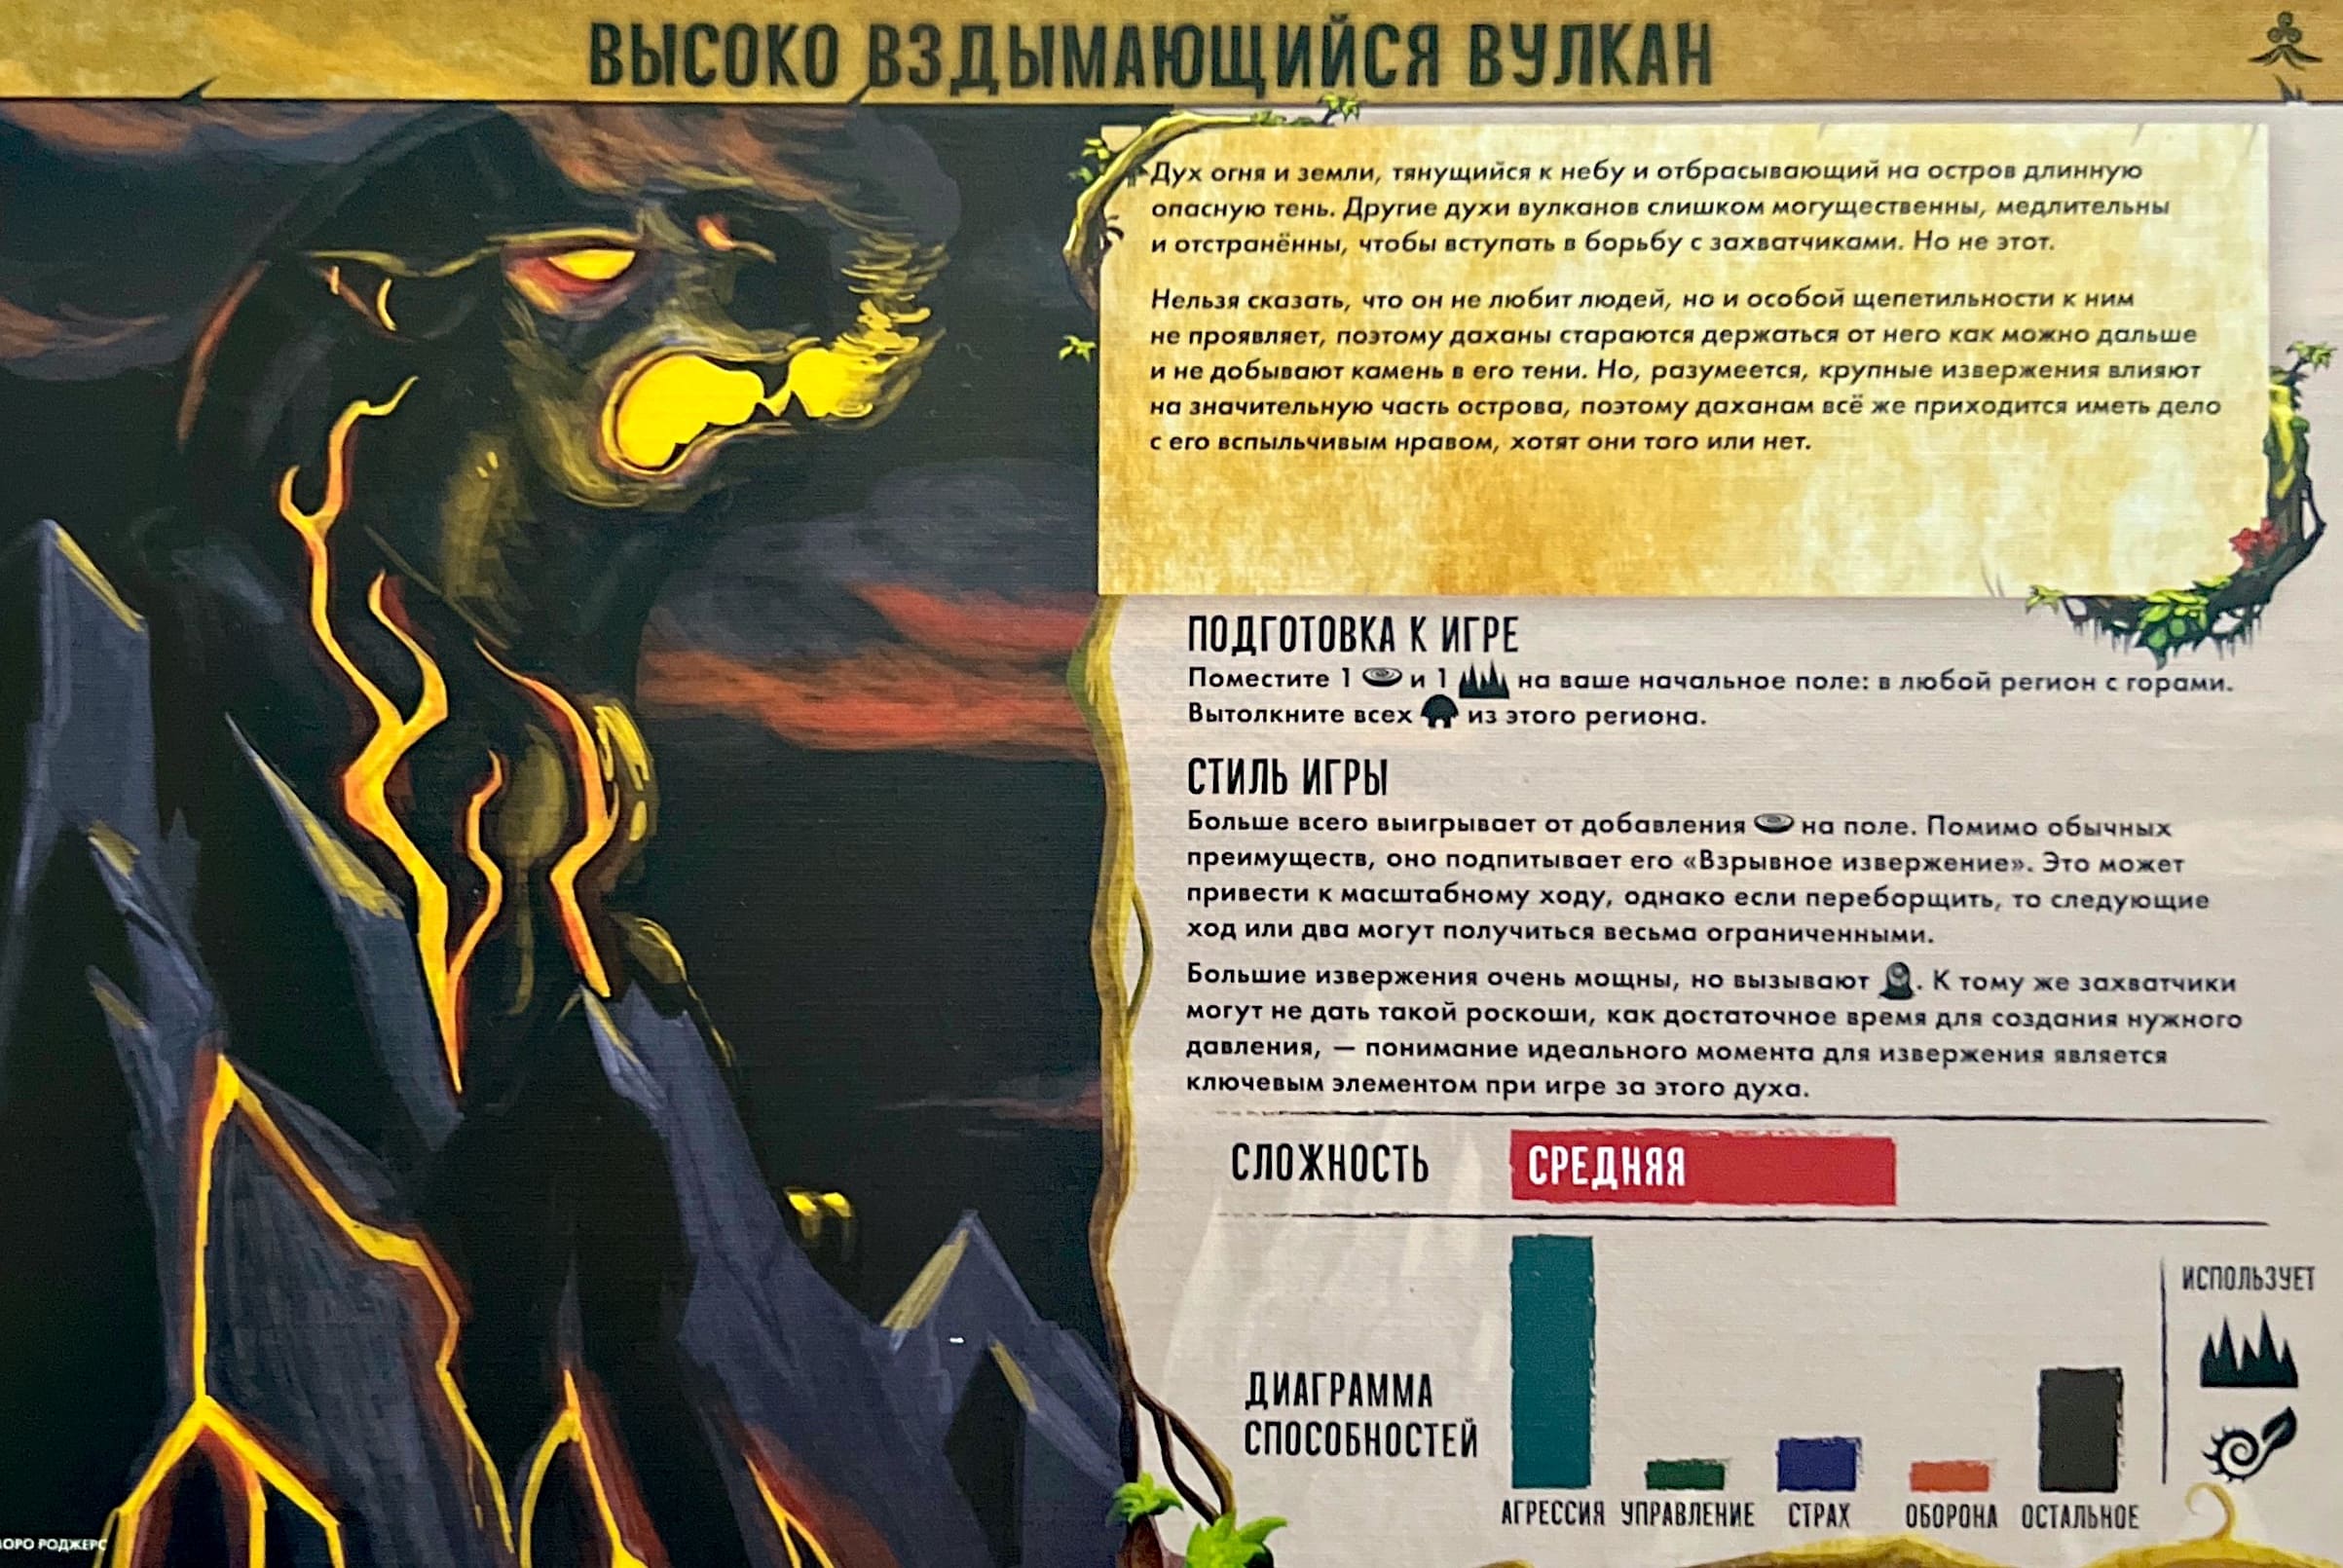 ВЫСОКО ВЗДЫМАЮЩИЙСЯ ВУЛКАН
Дух огня и земли, тянущийся к небу и отбрасывающий на остров длинную
опасную тень. Другие духи вулканов слишком могущественны, медлительны
и отстранённы, чтобы вступать в борьбу с захватчиками. Но не этот.
Нельзя сказать, что он не любит людей, но и особой щепетильности к ним
не проявляет, поэтому даханы стараются держаться от него как можно дальше
и не добывают камень в его тени. Но, разумеется, крупные извержения влияют
на значительную часть острова, поэтому даханам всё же приходится иметь дело
с его вспыльчивым нравом, хотят они того или нет.
ПОДГОТОВКА К ИГРЕ
Поместите 1 и 1 на ваше начальное поле: в любой регион с горами.
Вытолкните всех из этого региона.
СТИЛЬ ИГРЫ
Больше всего выигрывает от добавления на поле. Помимо обычных
преимуществ, оно подпитывает его «Взрывное извержение». Это может
привести к масштабному ходу, однако если переборщить, то следующие
ход или два могут получиться весьма ограниченными.
Большие извержения очень мощны, но вызывают . К тому же захватчики
могут не дать такой роскоши, как достаточное время для создания нужного
давления, — понимание идеального момента для извержения является
ключевым элементом при игре за этого духа.
СЛОЖНОСТЬ СРЕДНЯЯ
ИСПОЛЬЗУЕТ
ДИАГРАММА
СПОСОБНОСТЕЙ
АГРЕССИЯ УПРАВЛЕНИЕ СТРАХ ОБОРОНА ОСТАЛЬНОЕ
РОДЖЕРС